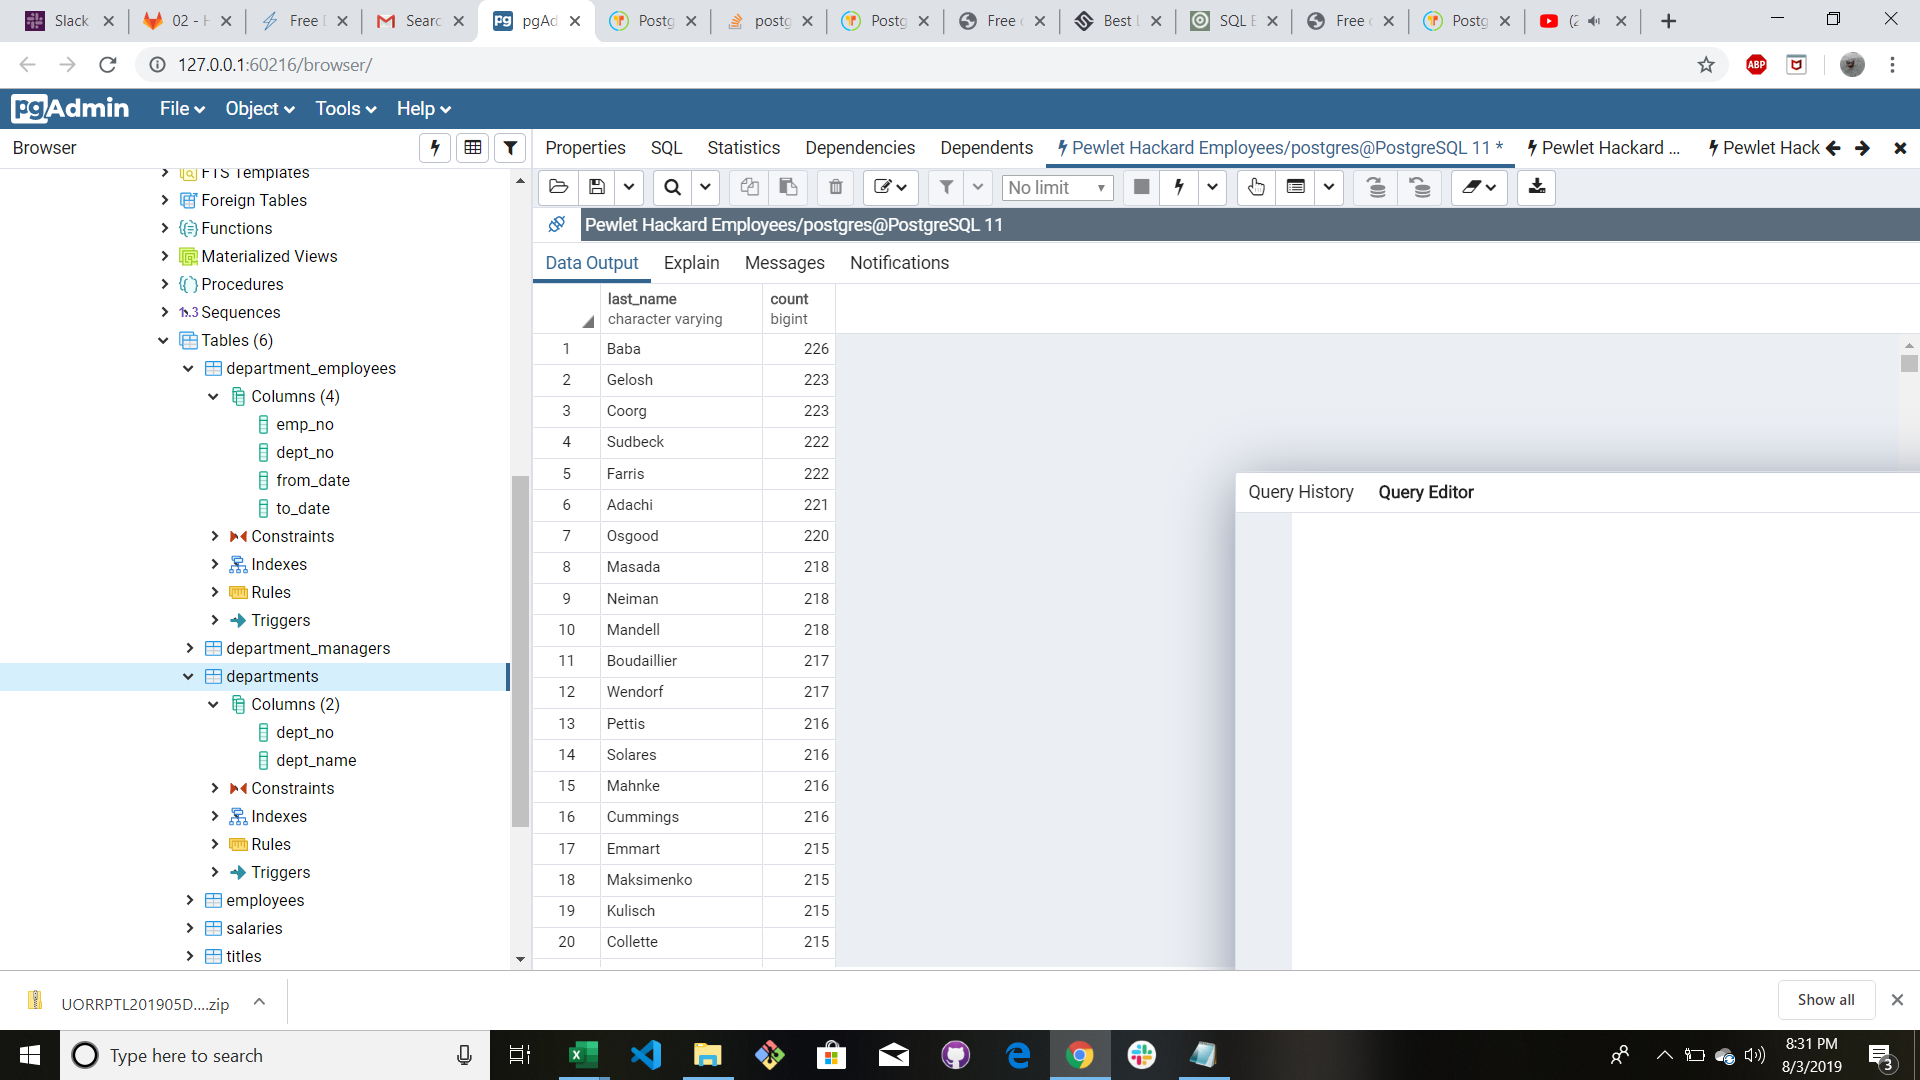 Slack
02 - H
Free D
Searc
pgAd
Postg
postg
Postg
Free
Best L
SQL E
Free
Postg
(2
127.0.0.1:60216/browser/
ABP
pgAdmin File Object Tools Help
Browser
Properties SQL Statistics Dependencies Dependents Pewlet Hackard Employees/postgres@PostgreSQL 11 * Pewlet Hackard ... Pewlet Hack
FTS Templates
Foreign Tables
Functions
Materialized Views
Procedures
1..3 Sequences
Tables (6)
department_employees
Columns (4)
emp_no
dept_no
from_date
to_date
Constraints
Indexes
Rules
Triggers
department_managers
departments
Columns (2)
dept_no
dept_name
Constraints
Indexes
Rules
Triggers
employees
salaries
titles
No limit
Pewlet Hackard Employees/postgres@PostgreSQL 11
Data Output Explain Messages Notifications
last_name count
character varying bigint
1 Baba 226
2 Gelosh 223
3 Coorg 223
4 Sudbeck 222
5 Farris 222
6 Adachi 221
7 Osgood 220
8 Masada 218
9 Neiman 218
10 Mandell 218
11 Boudaillier 217
12 Wendorf 217
13 Pettis 216
14 Solares 216
15 Mahnke 216
16 Cummings 216
17 Emmart 215
18 Maksimenko 215
19 Kulisch 215
20 Collette 215
Query History Query Editor
UORRPTL201905D....zip
Show all
Type here to search
8:31 PM
8/3/2019
3